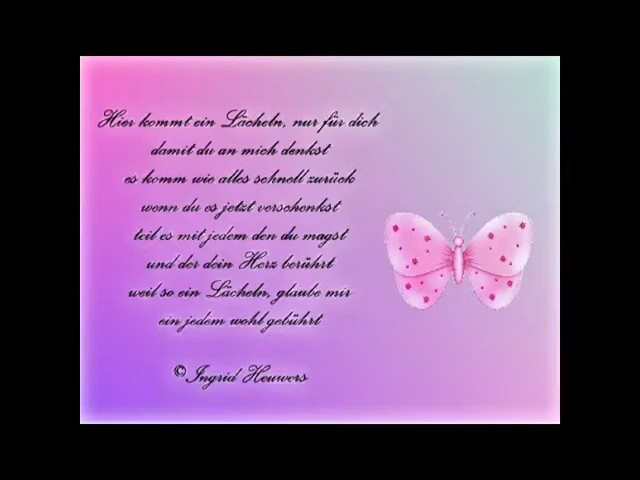 Hier kommt ein Lächeln, nur für dich
damit du an mich denkst
es komm wie alles schnell zurück
wenn du es jetzt verschenkst
teil es mit jedem den du magst
und der dein Herz berührt
weil so ein Lächeln, glaube mir
ein jedem wohl gebührt
©Ingrid Heuwers